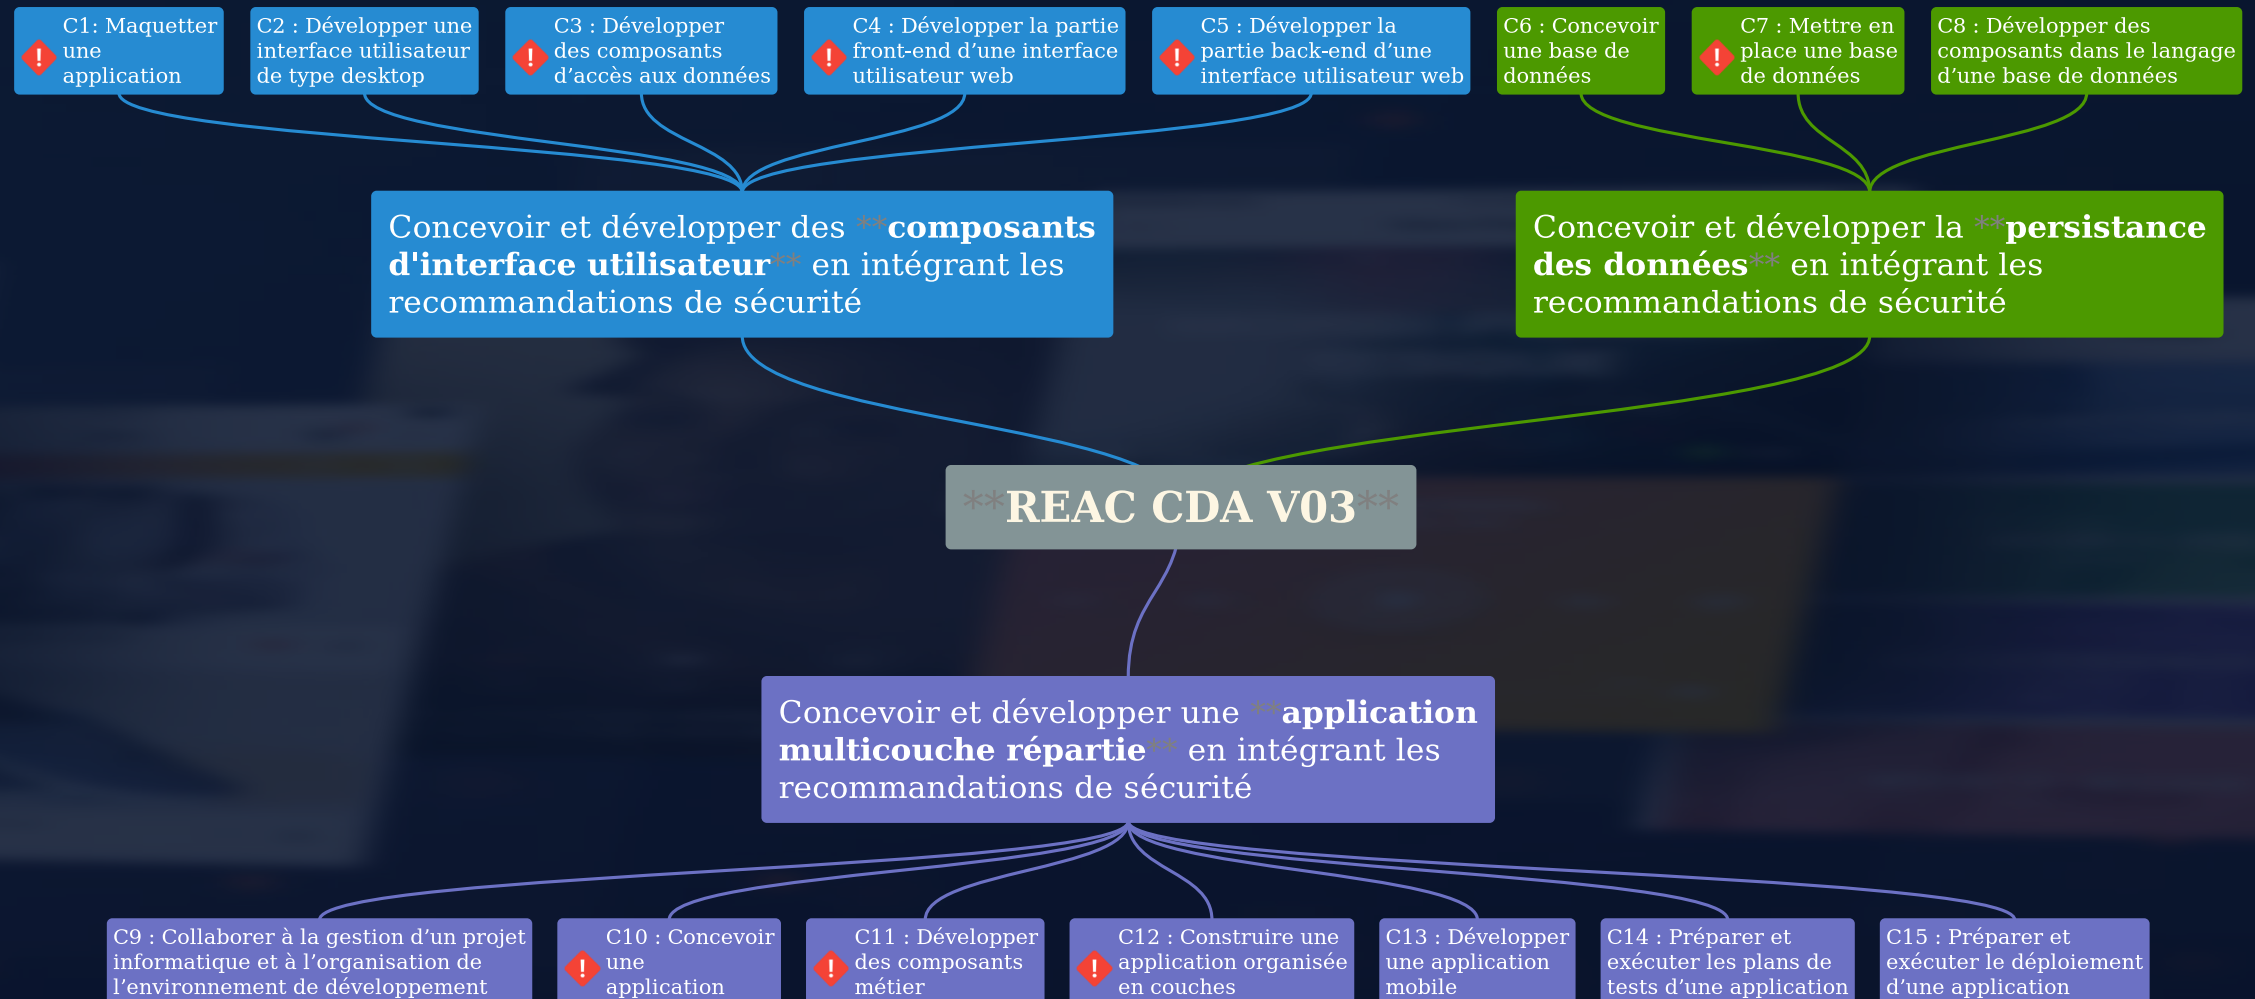 C1: Maquetter
une
application
C2 : Développer une
interface utilisateur
de type desktop
C3 : Développer
des composants
d’accès aux données
C4 : Développer la partie
front-end d’une interface
utilisateur web
C5 : Développer la
partie back-end d’une
interface utilisateur web
C6 : Concevoir
une base de
données
C7 : Mettre en
place une base
de données
C8 : Développer des
composants dans le langage
d’une base de données
Concevoir et développer des **composants
d'interface utilisateur** en intégrant les
recommandations de sécurité
Concevoir et développer la **persistance
des données** en intégrant les
recommandations de sécurité
**REAC CDA V03**
Concevoir et développer une **application
multicouche répartie** en intégrant les
recommandations de sécurité
C9 : Collaborer à la gestion d’un projet
informatique et à l’organisation de
l’environnement de développement
C10 : Concevoir
une
application
C11 : Développer
des composants
métier
C12 : Construire une
application organisée
en couches
C13 : Développer
une application
mobile
C14 : Préparer et
exécuter les plans de
tests d’une application
C15 : Préparer et
exécuter le déploiement
d’une application